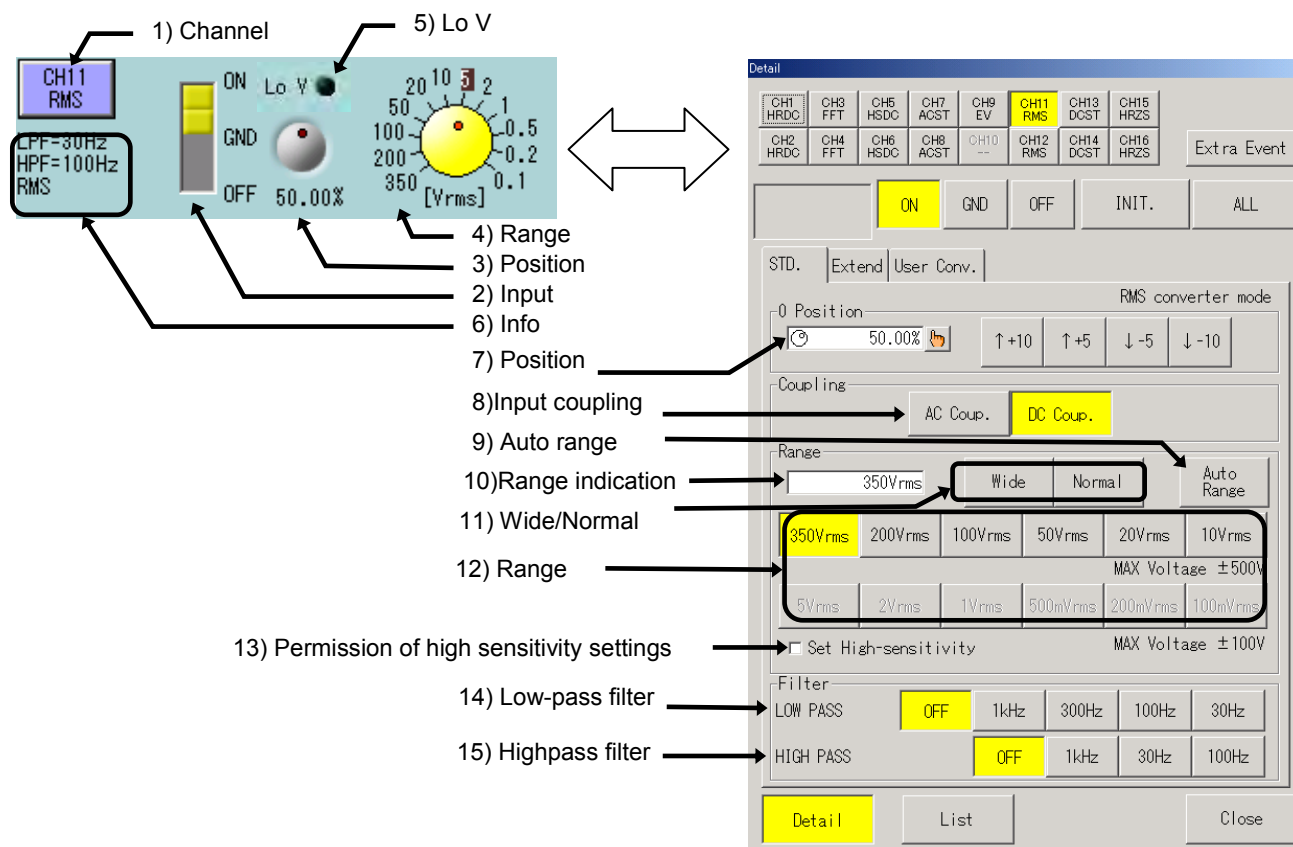 1) Channel
5) Lo V
CH11
RMS
LPF=30Hz
HPF=100Hz
RMS
ON
GND
OFF
Lo V
50.00%
350
200
100
50
20
10
5
2
1
0.5
0.2
0.1
[Vrms]
4) Range
3) Position
2) Input
6) Info
7) Position
8)Input coupling
9) Auto range
10)Range indication
11) Wide/Normal
12) Range
13) Permission of high sensitivity settings
14) Low-pass filter
15) Highpass filter
Detail
CH1 HRDC
CH3 FFT
CH5 HSDC
CH7 ACST
CH9 EV
CH11 RMS
CH13 DCST
CH15 HRZS
CH2 HRDC
CH4 FFT
CH6 HSDC
CH8 ACST
CH10 --
CH12 RMS
CH14 DCST
CH16 HRZS
Extra Event
ON GND OFF INIT. ALL
STD. Extend User Conv.
RMS converter mode
0 Position
50.00% ↑+10 ↑+5 ↓-5 ↓-10
Coupling
AC Coup. DC Coup.
Range
350Vrms Wide Normal Auto Range
350Vrms 200Vrms 100Vrms 50Vrms 20Vrms 10Vrms
MAX Voltage ±500V
5Vrms 2Vrms 1Vrms 500mVrms 200mVrms 100mVrms
Set High-sensitivity MAX Voltage ±100V
Filter
LOW PASS OFF 1kHz 300Hz 100Hz 30Hz
HIGH PASS OFF 1kHz 30Hz 100Hz
Detail List Close